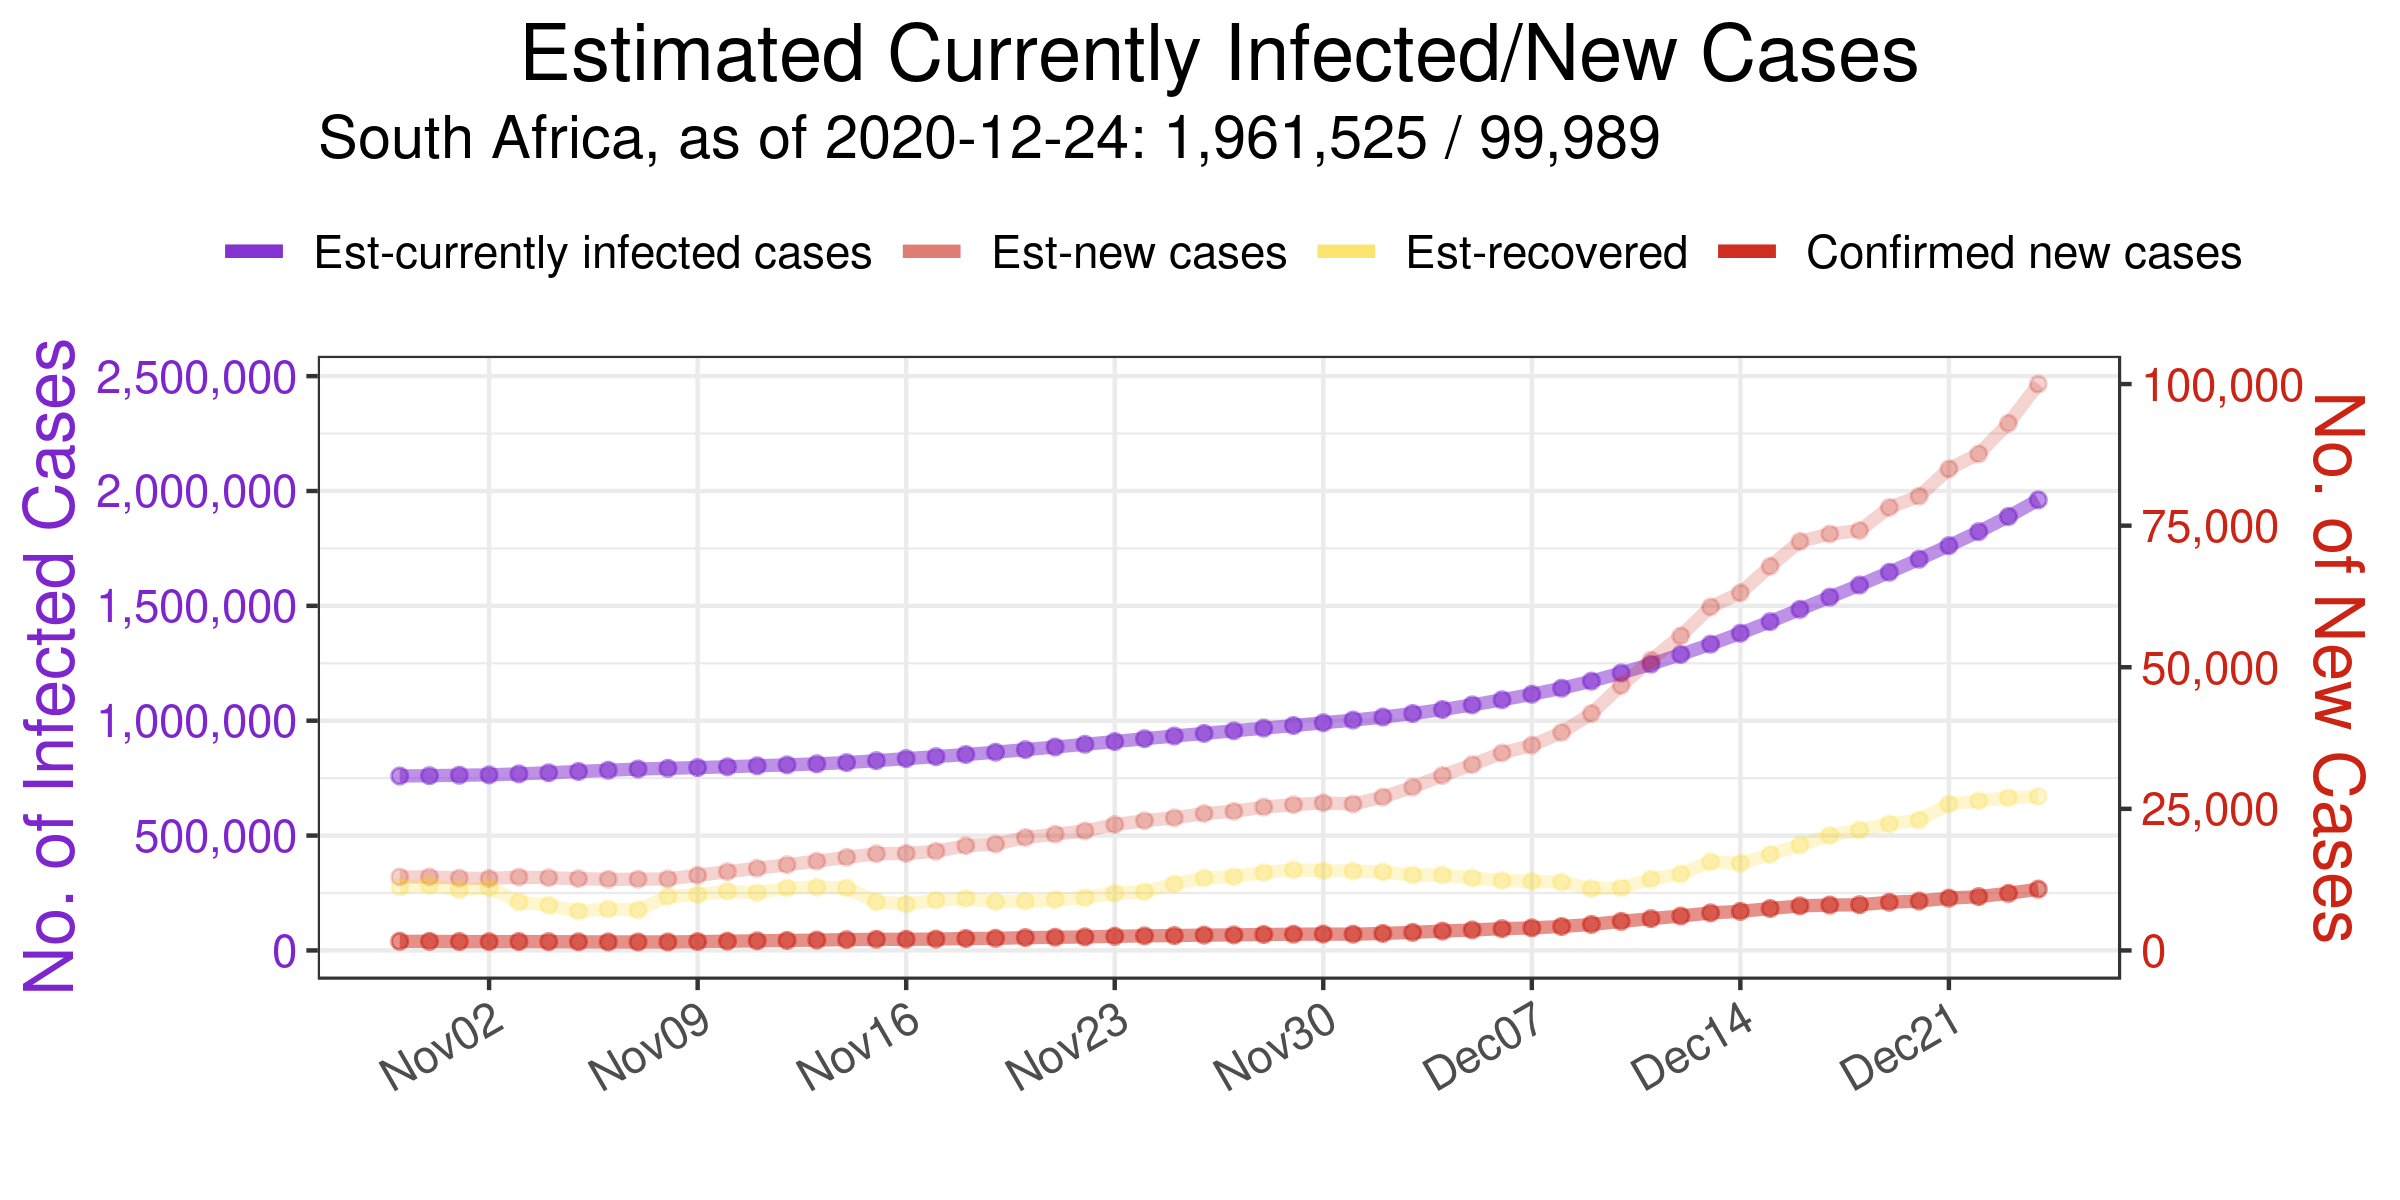 Estimated Currently Infected/New Cases
South Africa, as of 2020-12-24: 1,961,525 / 99,989
Est-currently infected cases Est-new cases Est-recovered Confirmed new cases
No. of Infected Cases
2,500,000
2,000,000
1,500,000
1,000,000
500,000
0
100,000
75,000
50,000
25,000
0
No. of New Cases
Nov02 Nov09 Nov16 Nov23 Nov30 Dec07 Dec14 Dec21